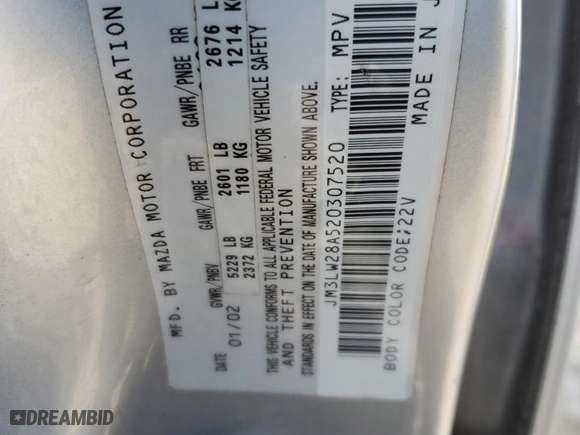 MFD. BY MAZDA MOTOR CORPORATION
GVWR/PNBV GAWR/PNBE FRT GAWR/PNBE RR
DATE
01/02 5229 LB 2601 LB 2676 L
2372 KG 1180 KG 1214 KG
THIS VEHICLE CONFORMS TO ALL APPLICABLE FEDERAL MOTOR VEHICLE SAFETY
AND THEFT PREVENTION
STANDARDS IN EFFECT ON THE DATE OF MANUFACTURE SHOWN ABOVE.
JM3LW28A520307520 TYPE: MPV
BODY COLOR CODE;22V MADE IN J
DREAMBID